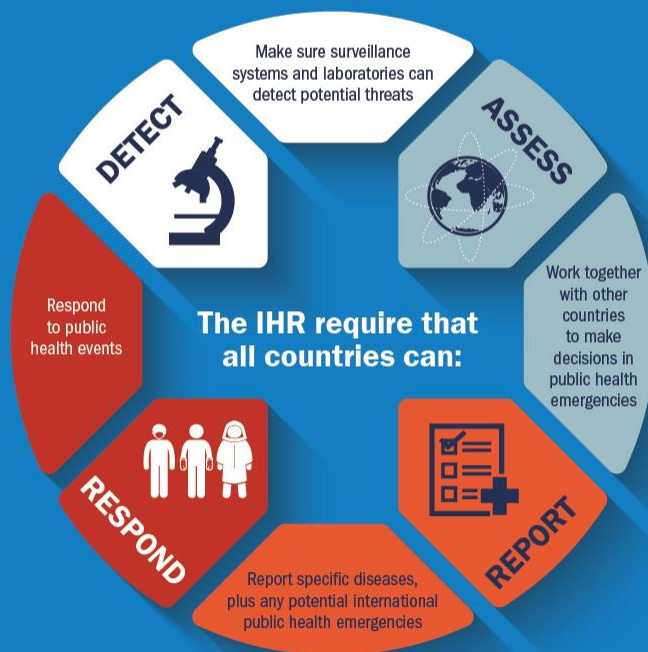 The IHR require that
all countries can:
DETECT
Make sure surveillance
systems and laboratories can
detect potential threats
ASSESS
Work together
with other
countries
to make
decisions in
public health
emergencies
REPORT
Report specific diseases,
plus any potential international
public health emergencies
RESPOND
Respond
to public
health events